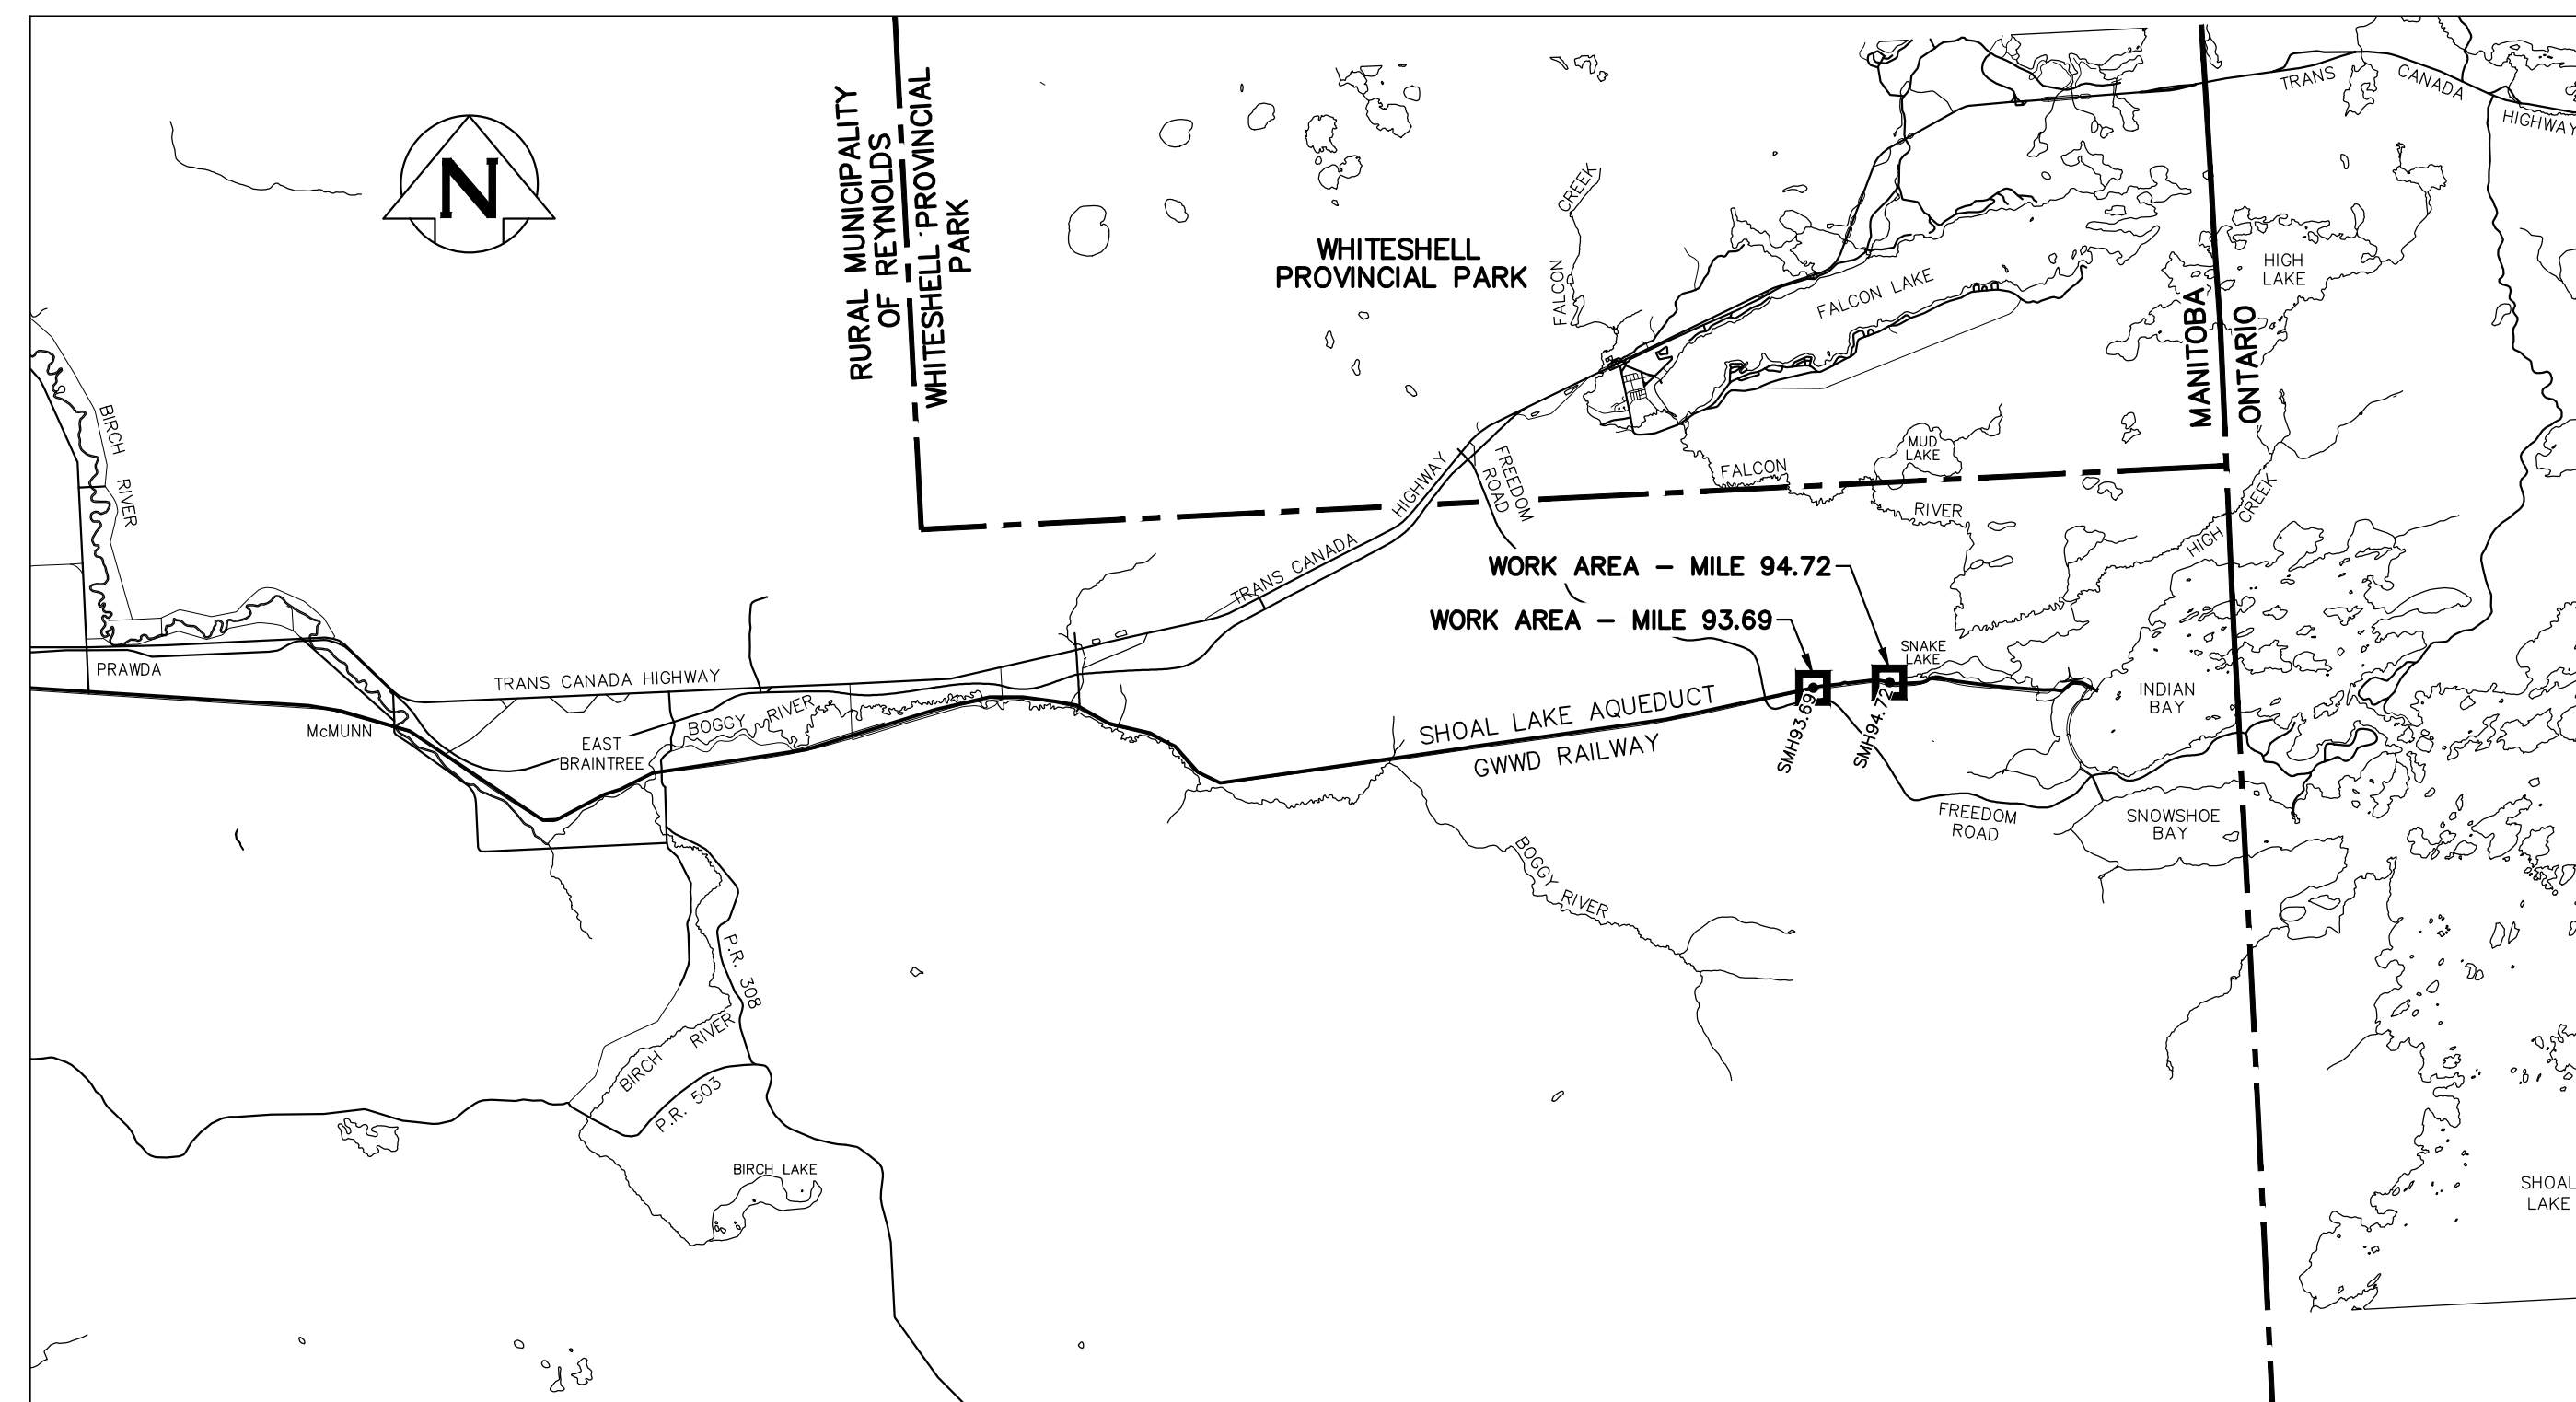 N
RURAL MUNICIPALITY
OF REYNOLDS
WHITESHELL PROVINCIAL
PARK
WHITESHELL
PROVINCIAL PARK
FALCON
CREEK
FALCON LAKE
TRANS
CANADA
HIGHWAY
HIGH
LAKE
MANITOBA
ONTARIO
BIRCH
RIVER
MUD
LAKE
FALCON
RIVER
HIGH
CREEK
TRANS CANADA
HIGHWAY
FREEDOM
ROAD
WORK AREA – MILE 94.72
WORK AREA – MILE 93.69
SNAKE
LAKE
PRAWDA
TRANS CANADA HIGHWAY
McMUNN
EAST
BRAINTREE
BOGGY
RIVER
SHOAL LAKE AQUEDUCT
GWWD RAILWAY
SMH93.69
SMH94.72
INDIAN
BAY
FREEDOM
ROAD
SNOWSHOE
BAY
BOGGY
RIVER
P.R. 308
BIRCH
RIVER
P.R. 503
BIRCH LAKE
SHOAL
LAKE